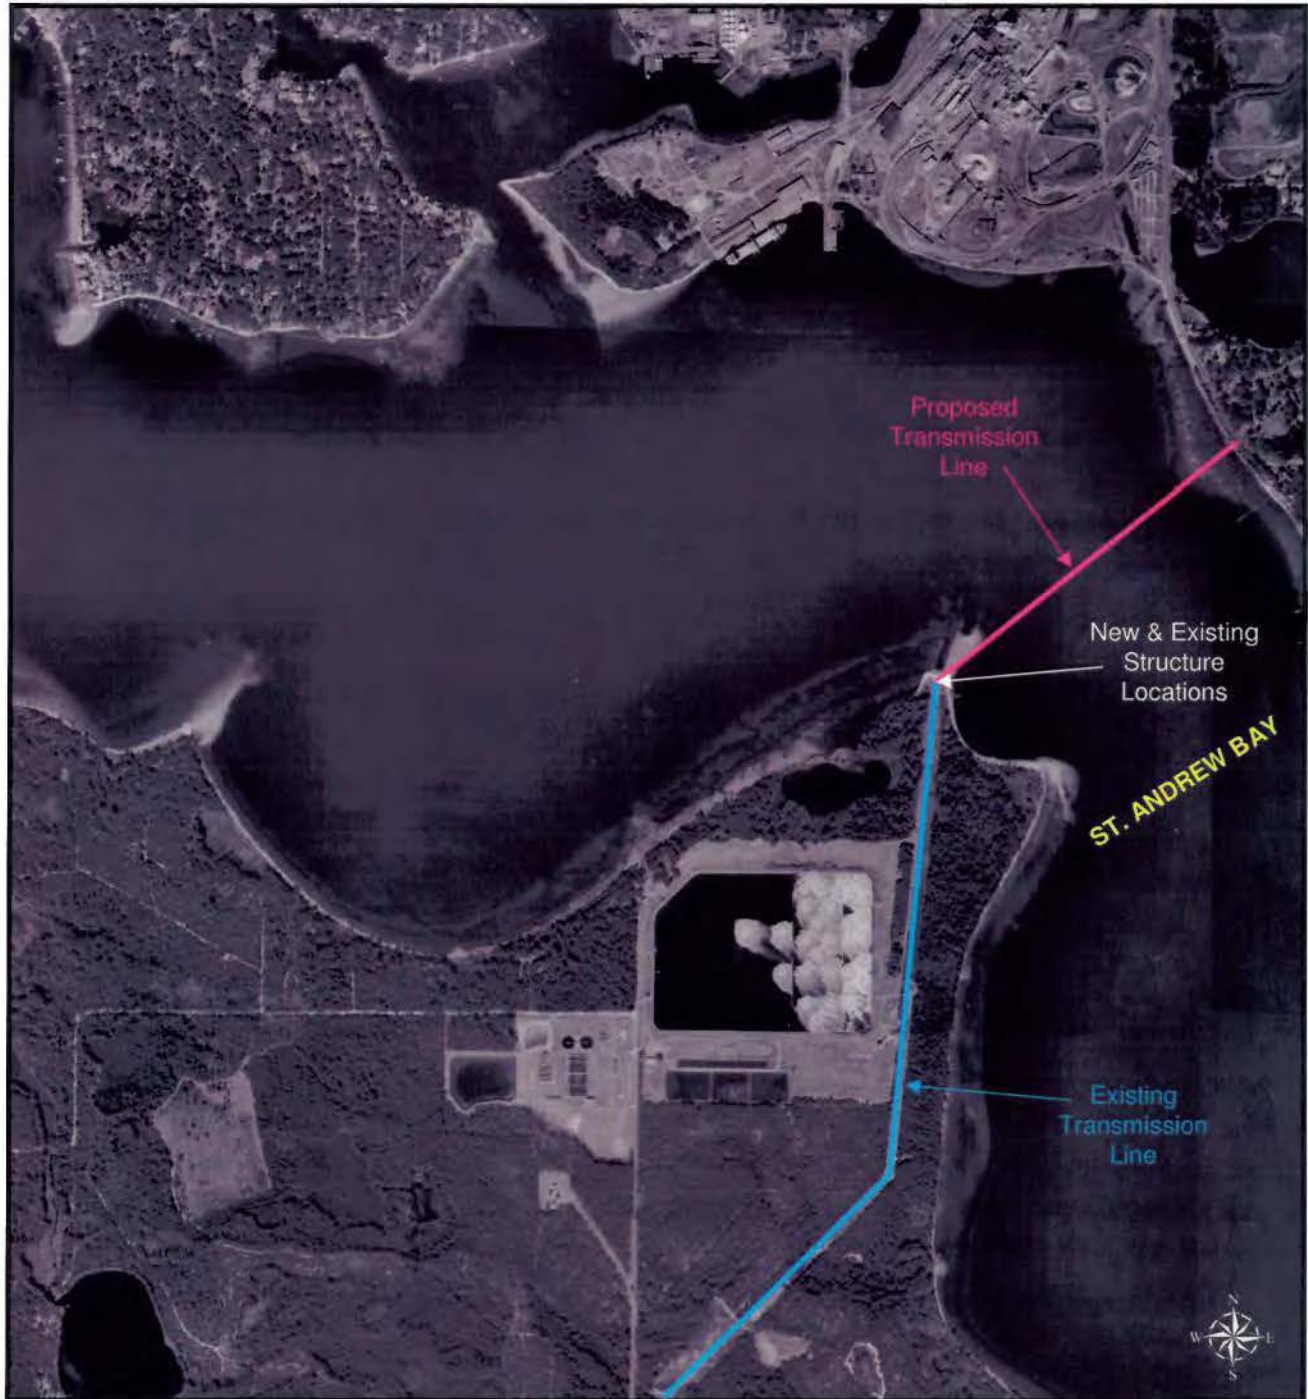 Proposed
Transmission
Line
New & Existing
Structure
Locations
ST. ANDREW BAY
Existing
Transmission
Line
N
W E
S